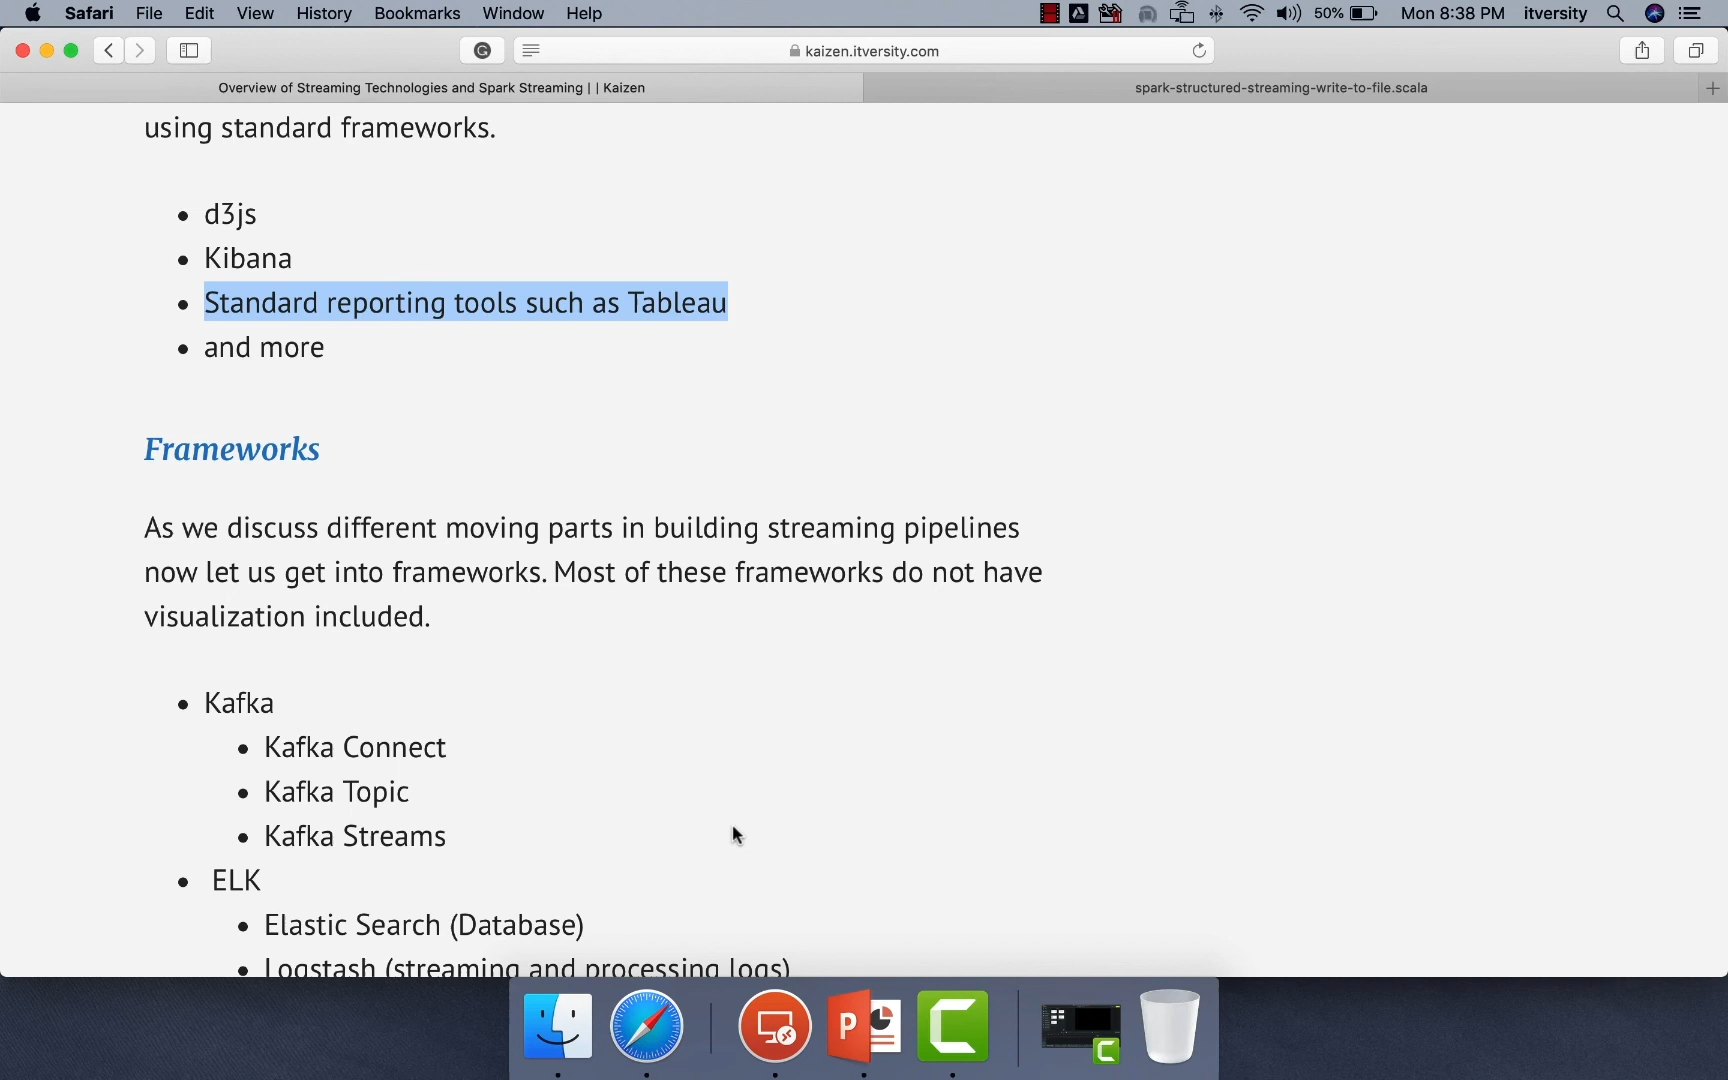 Safari File Edit View History Bookmarks Window Help 50% Mon 8:38 PM itversity
kaizen.itversity.com
Overview of Streaming Technologies and Spark Streaming | | Kaizen
spark-structured-streaming-write-to-file.scala
using standard frameworks.
d3js
Kibana
Standard reporting tools such as Tableau
and more
Frameworks
As we discuss different moving parts in building streaming pipelines
now let us get into frameworks. Most of these frameworks do not have
visualization included.
Kafka
Kafka Connect
Kafka Topic
Kafka Streams
ELK
Elastic Search (Database)
Logstash (streaming and processing logs)